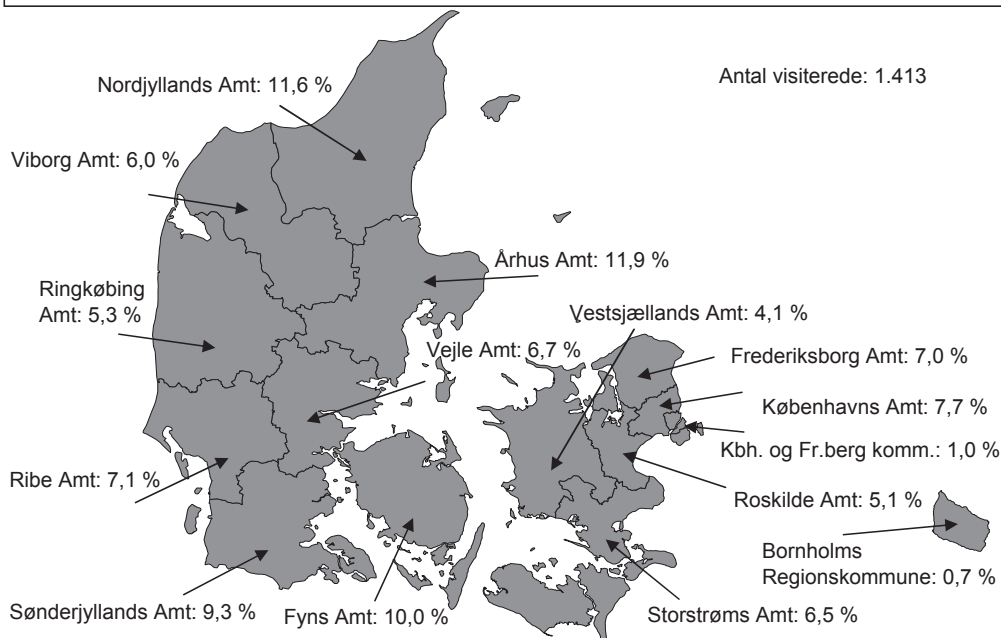 Nordjyllands Amt: 11,6 %
Antal visiterede: 1.413
Viborg Amt: 6,0 %
Århus Amt: 11,9 %
Ringkøbing
Amt: 5,3 %
Vestsjællands Amt: 4,1 %
Vejle Amt: 6,7 %
Frederiksborg Amt: 7,0 %
Københavns Amt: 7,7 %
Kbh. og Fr.berg komm.: 1,0 %
Ribe Amt: 7,1 %
Roskilde Amt: 5,1 %
Bornholms
Regionskommune: 0,7 %
Sønderjyllands Amt: 9,3 %
Fyns Amt: 10,0 %
Storstrøms Amt: 6,5 %